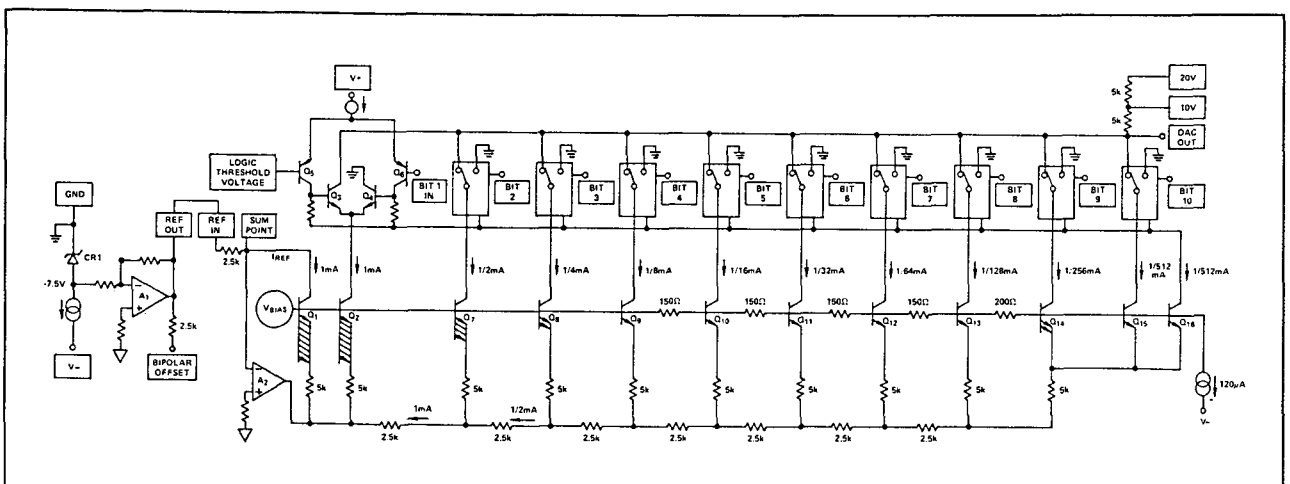 20V
5k
10V
5k
DAC OUT
V+
LOGIC THRESHOLD VOLTAGE
Q5
Q6
Q3
Q4
BIT 1 IN
BIT 2
BIT 3
BIT 4
BIT 5
BIT 6
BIT 7
BIT 8
BIT 9
BIT 10
GND
REF OUT
REF IN
SUM POINT
2.5k
IREF
CR1
-7.5V
A1
2.5k
V-
BIPOLAR OFFSET
1mA
1mA
1/2mA
1/4mA
1/8mA
1/16mA
1/32mA
1/64mA
1/128mA
1/256mA
1/512 mA
1/512mA
VBIAS
Q1
Q2
Q7
Q8
Q9
150Ω
Q10
150Ω
Q11
150Ω
Q12
150Ω
Q13
200Ω
Q14
Q15
Q16
120µA
V-
A2
5k
5k
5k
5k
5k
5k
5k
5k
5k
5k
1mA
1/2mA
2.5k
2.5k
2.5k
2.5k
2.5k
2.5k
2.5k